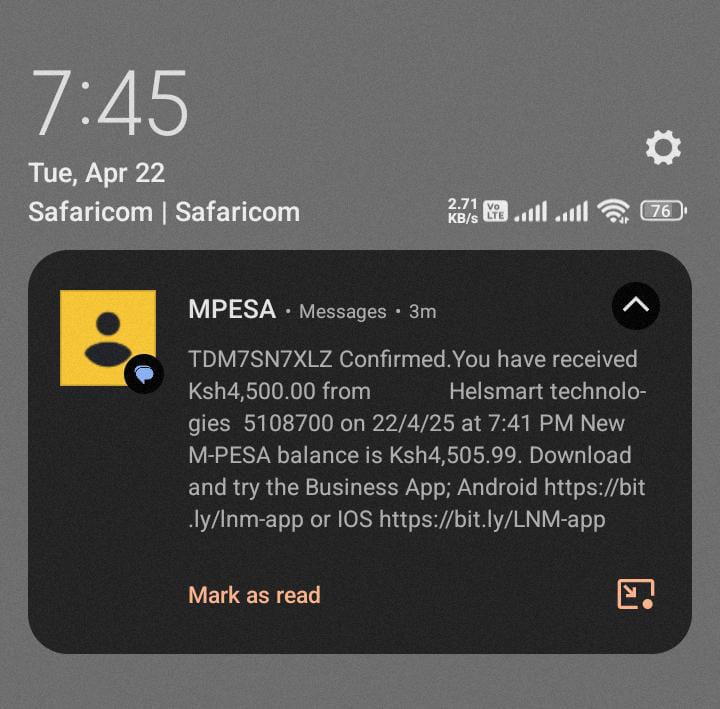 7:45
Tue, Apr 22
Safaricom | Safaricom
2.71
KB/s
Vo
LTE
76
MPESA • Messages • 3m
TDM7SN7XLZ Confirmed.You have received
Ksh4,500.00 from Helsmart technolo-
gies 5108700 on 22/4/25 at 7:41 PM New
M-PESA balance is Ksh4,505.99. Download
and try the Business App; Android https://bit
.ly/lnm-app or IOS https://bit.ly/LNM-app
Mark as read